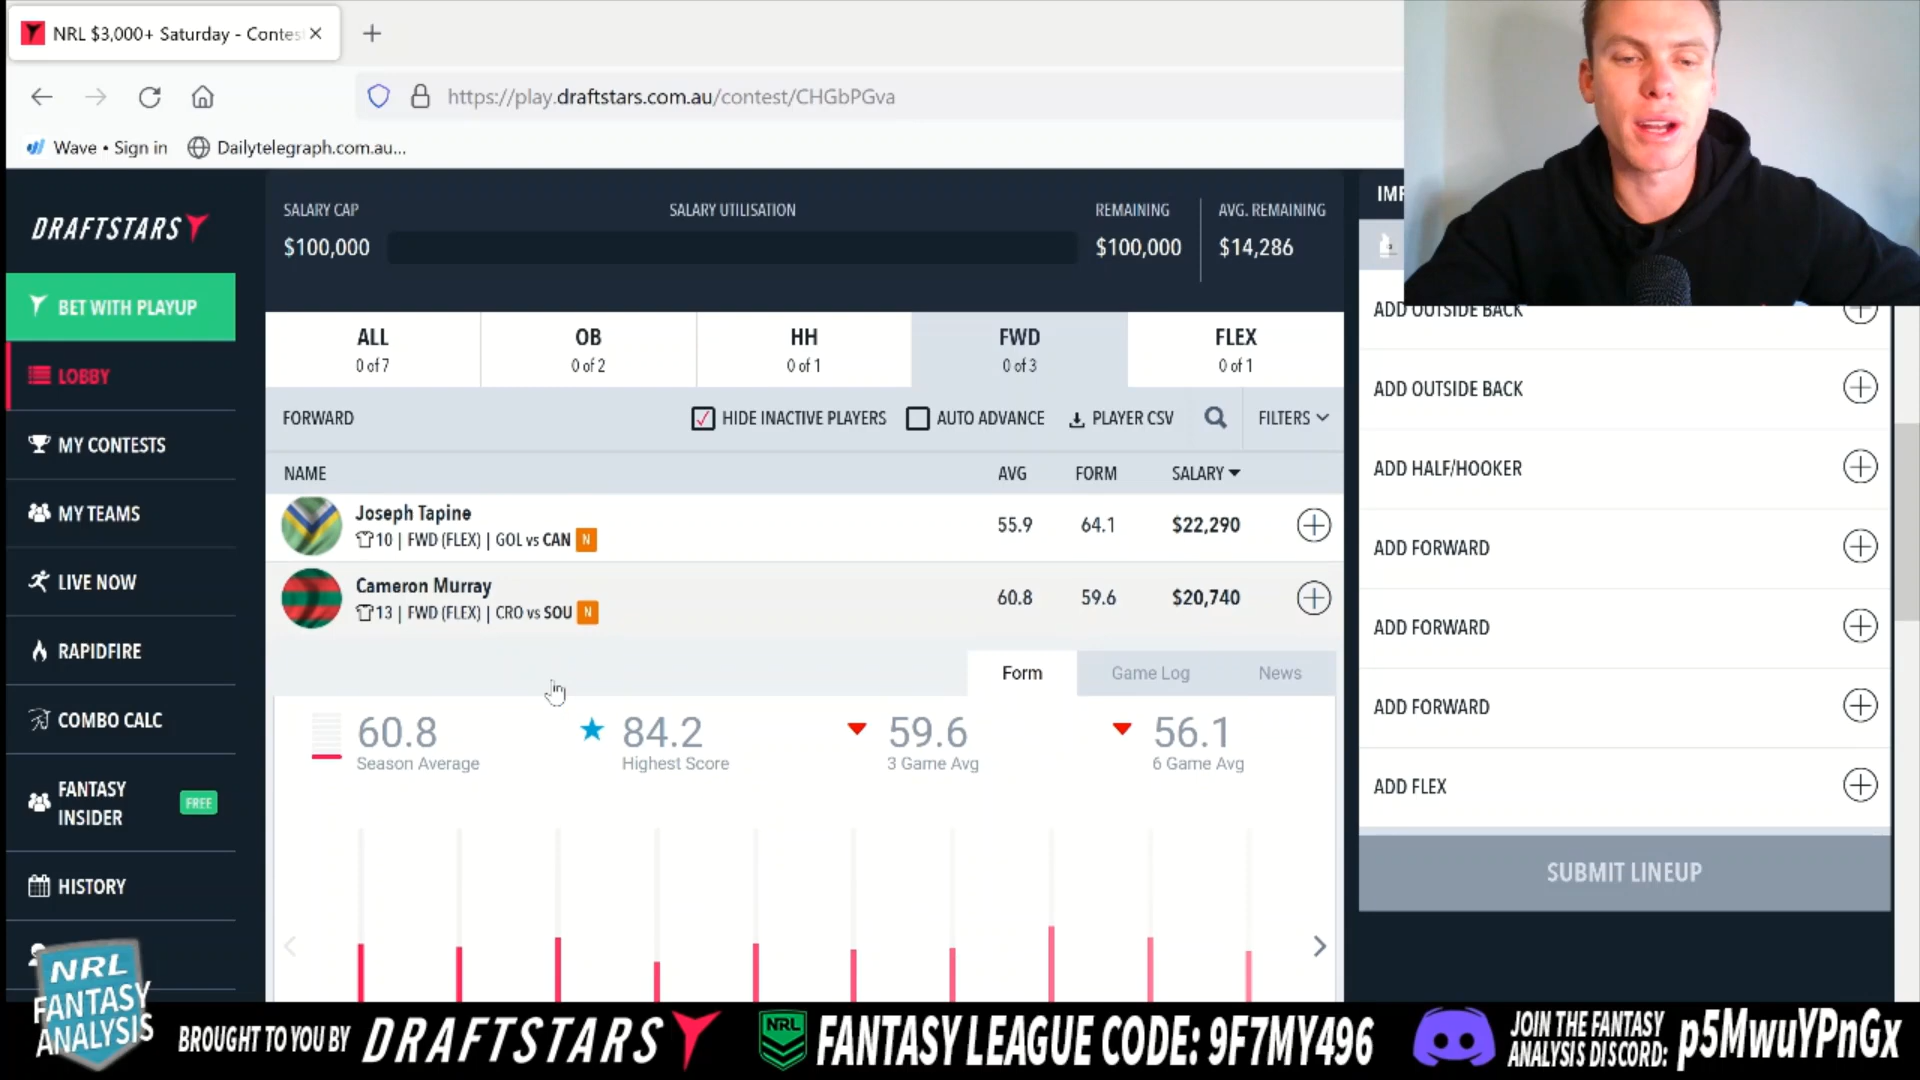 NRL $3,000+ Saturday - Contes
https://play.draftstars.com.au/contest/CHGbPGva
Wave • Sign in
Dailytelegraph.com.au...
DRAFTSTARS
BET WITH PLAYUP
LOBBY
MY CONTESTS
MY TEAMS
LIVE NOW
RAPIDFIRE
COMBO CALC
FANTASY
INSIDER
FREE
HISTORY
SALARY CAP
$100,000
SALARY UTILISATION
REMAINING
$100,000
AVG. REMAINING
$14,286
ALL
0 of 7
OB
0 of 2
HH
0 of 1
FWD
0 of 3
FLEX
0 of 1
FORWARD
HIDE INACTIVE PLAYERS
AUTO ADVANCE
PLAYER CSV
FILTERS
NAME
AVG
FORM
SALARY
Joseph Tapine
10 | FWD (FLEX) | GOL vs CAN N
55.9
64.1
$22,290
Cameron Murray
13 | FWD (FLEX) | CRO vs SOU N
60.8
59.6
$20,740
Form
Game Log
News
60.8
Season Average
84.2
Highest Score
59.6
3 Game Avg
56.1
6 Game Avg
ADD OUTSIDE BACK
ADD OUTSIDE BACK
ADD HALF/HOOKER
ADD FORWARD
ADD FORWARD
ADD FORWARD
ADD FLEX
SUBMIT LINEUP
NRL
FANTASY
ANALYSIS
BROUGHT TO YOU BY
DRAFTSTARS
NRL
FANTASY LEAGUE CODE: 9F7MY496
JOIN THE FANTASY
ANALYSIS DISCORD:
p5MwuYPnGx